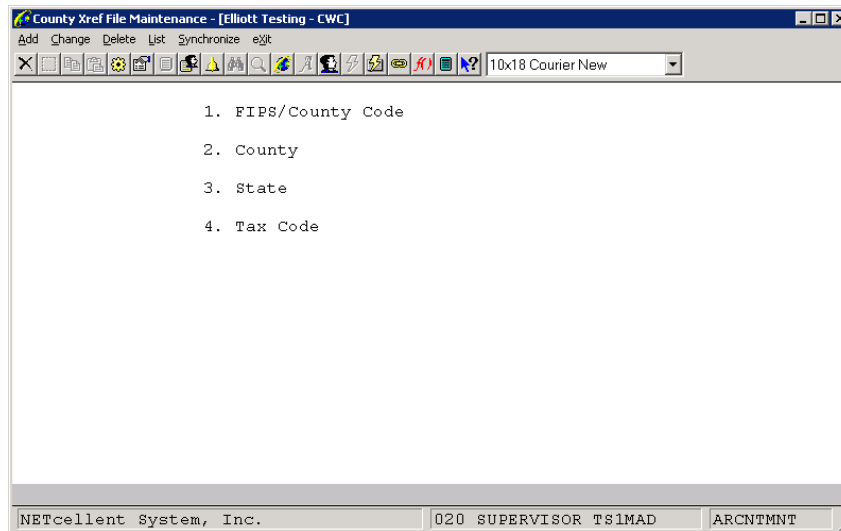 County Xref File Maintenance - [Elliott Testing - CWC]
Add Change Delete List Synchronize eXit
10x18 Courier New
1. FIPS/County Code
2. County
3. State
4. Tax Code
NETcellent System, Inc. 020 SUPERVISOR TS1MAD ARCNTMNT